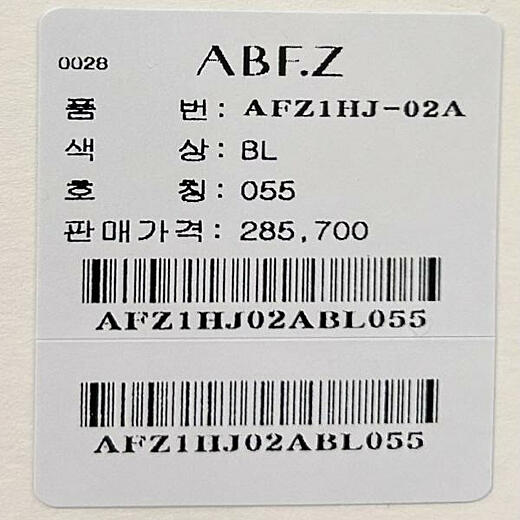 0028 ABF.Z
품 번 : AFZ1HJ-02A
색 상 : BL
호 칭 : 055
판매가격 : 285,700
AFZ1HJ02ABL055
AFZ1HJ02ABL055